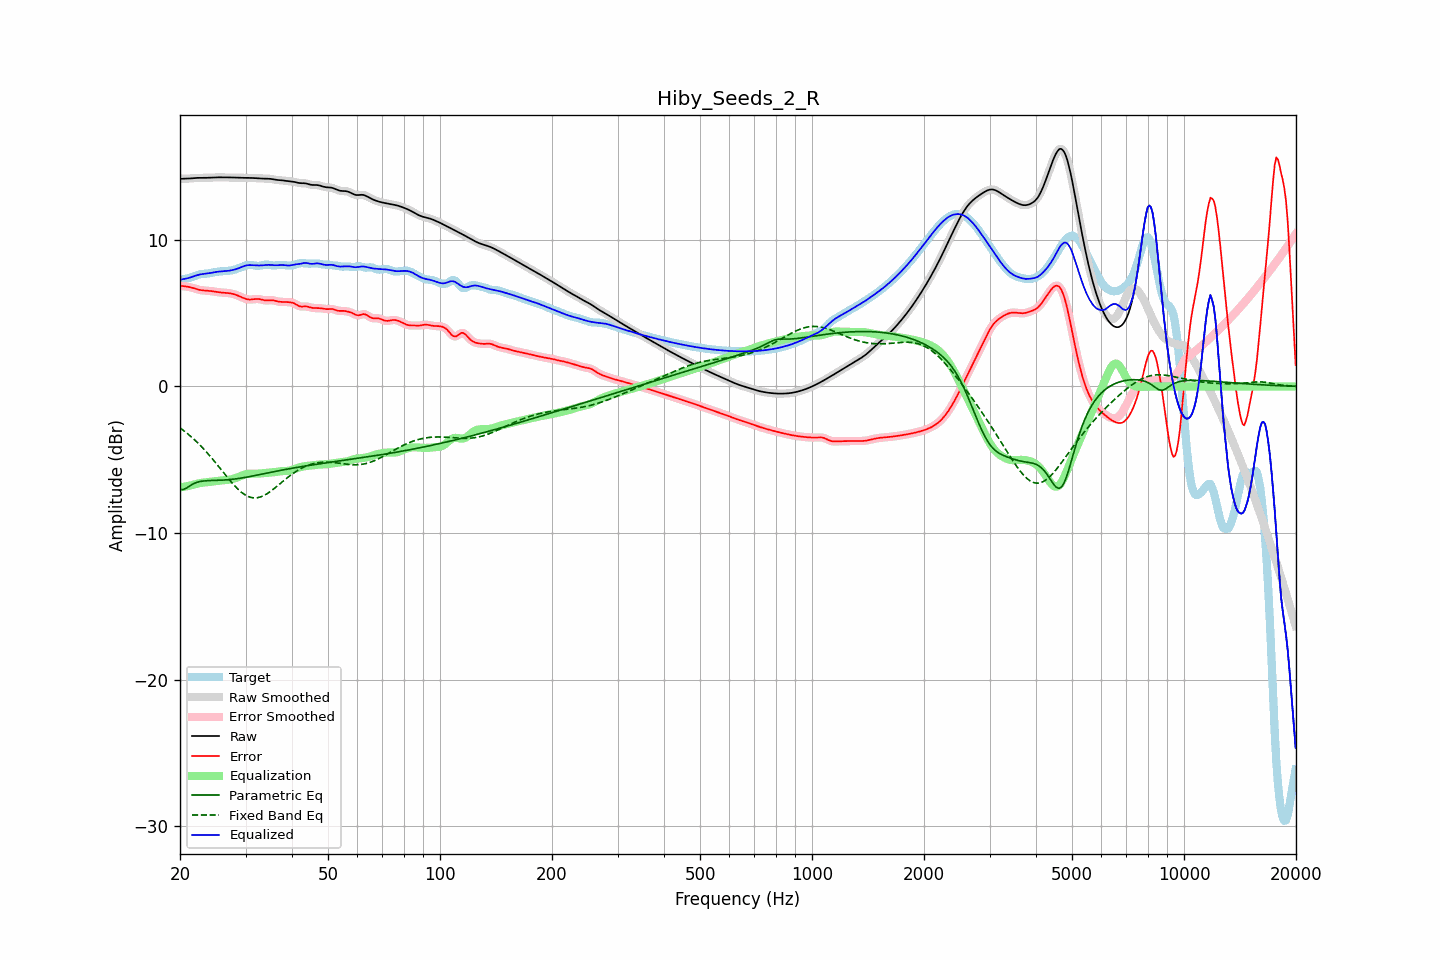 Hiby_Seeds_2_R
Amplitude (dBr)
10
0
−10
−20
−30
Target
Raw Smoothed
Error Smoothed
Raw
Error
Equalization
Parametric Eq
Fixed Band Eq
Equalized
20 50 100 200 500 1000 2000 5000 10000 20000
Frequency (Hz)